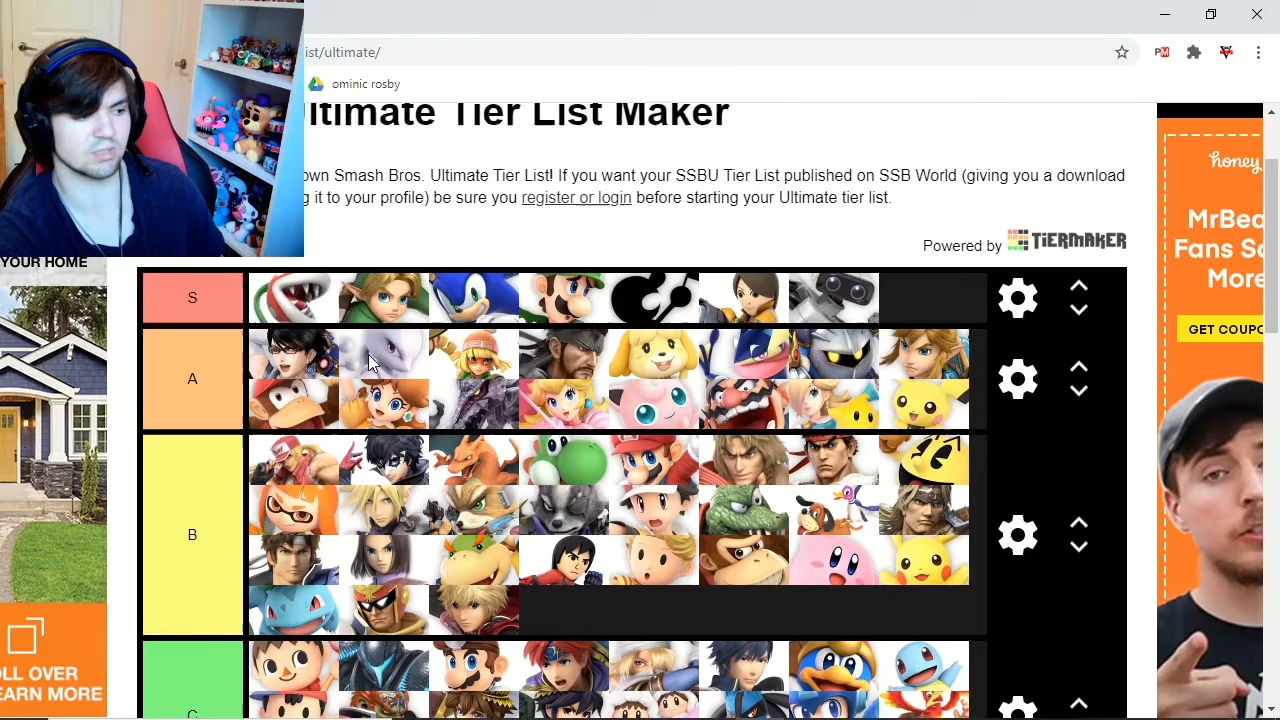 ist/ultimate/
ominic rosby
ltimate Tier List Maker
own Smash Bros. Ultimate Tier List! If you want your SSBU Tier List published on SSB World (giving you a download
g it to your profile) be sure you register or login before starting your Ultimate tier list.
Powered by TiERMAKER
YOUR HOME
S
A
B
C
OLL OVER
EARN MORE
honey
MrBea
Fans Sa
More
GET COUPO
PM